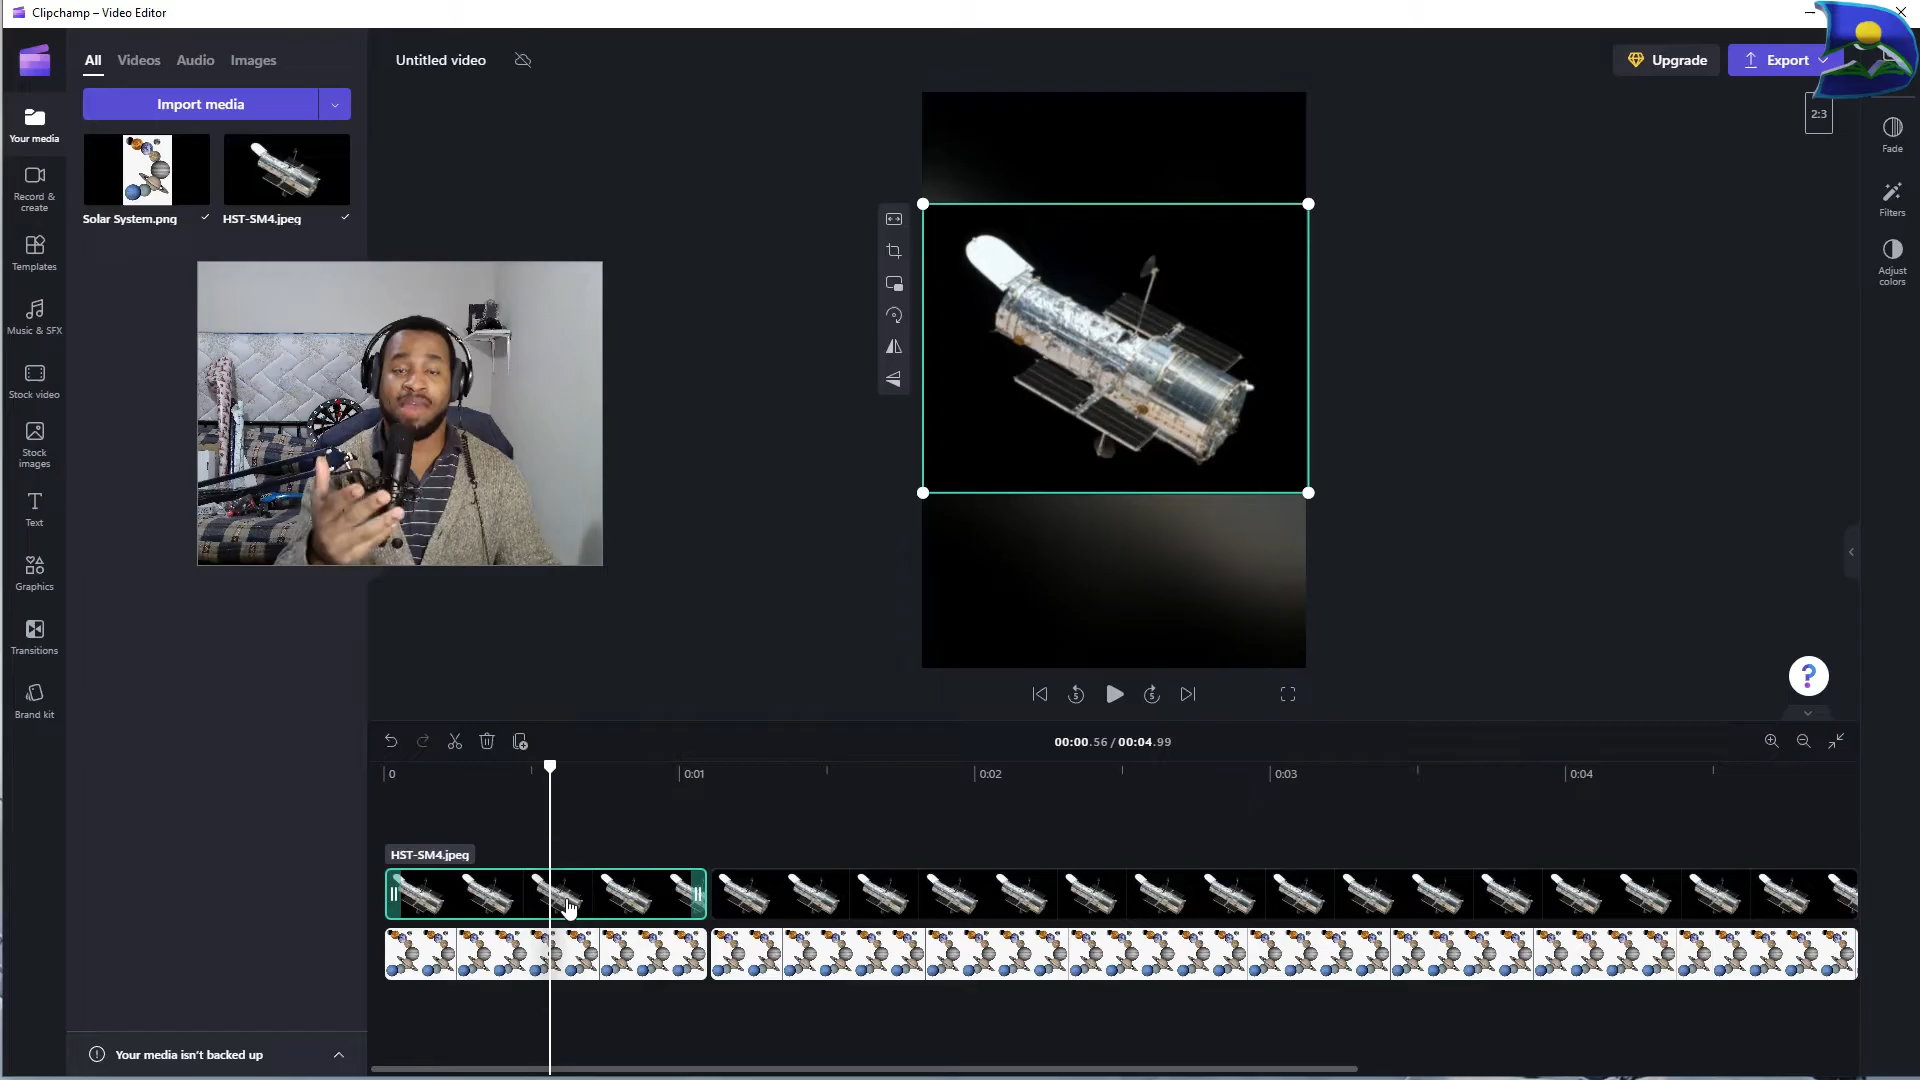 Clipchamp – Video Editor
All Videos Audio Images
Untitled video
Upgrade
Export
Import media
2:3
Your media
Fade
Solar System.png
HST-SM4.jpeg
Record &
create
Filters
Templates
Adjust
colors
Music & SFX
Stock video
Stock
images
Text
Graphics
Transitions
5
5
?
Brand kit
00:00.56 / 00:04.99
0
0:01
0:02
0:03
0:04
HST-SM4.jpeg
Your media isn't backed up